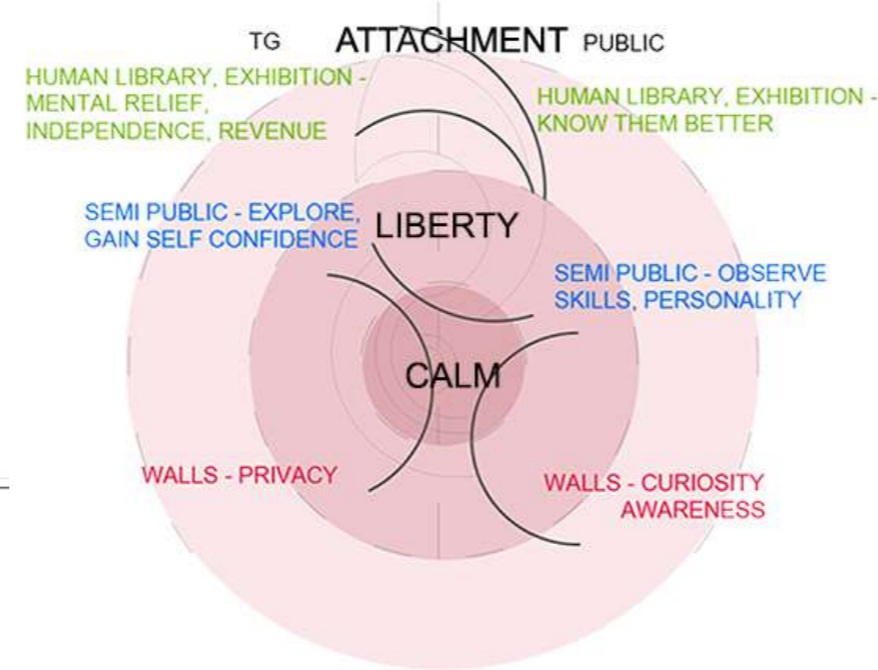 TG ATTACHMENT PUBLIC
HUMAN LIBRARY, EXHIBITION -
MENTAL RELIEF,
INDEPENDENCE, REVENUE
HUMAN LIBRARY, EXHIBITION -
KNOW THEM BETTER
SEMI PUBLIC - EXPLORE,
GAIN SELF CONFIDENCE
LIBERTY
SEMI PUBLIC - OBSERVE
SKILLS, PERSONALITY
CALM
WALLS - PRIVACY
WALLS - CURIOSITY
AWARENESS